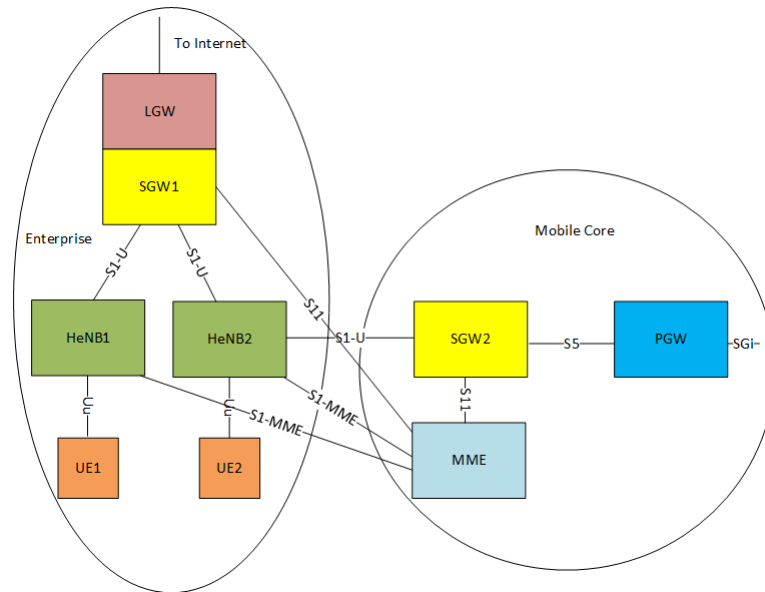 To Internet
LGW
SGW1
Enterprise
Mobile Core
S1-U
S1-U
S11
HeNB1
HeNB2
S1-U
SGW2
S5
PGW
SGi
Uu
Uu
S1-MME
S1-MME
S11
UE1
UE2
MME